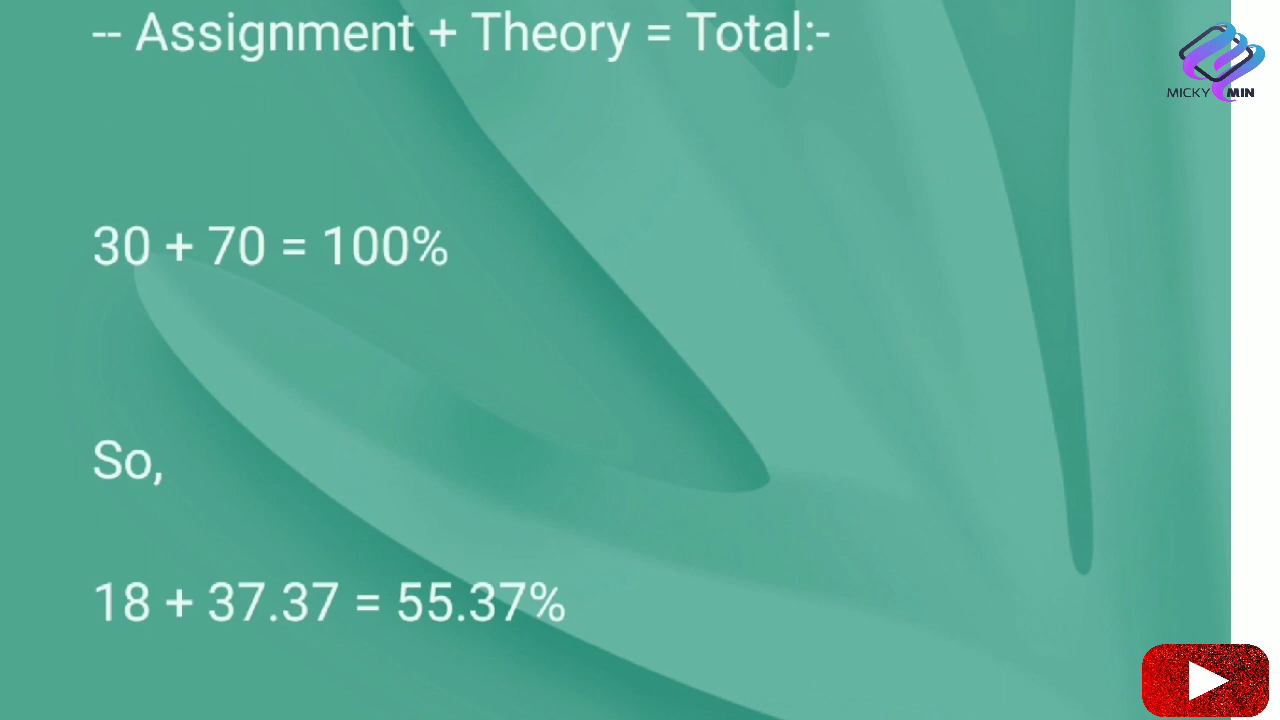 -- Assignment + Theory = Total:-
30 + 70 = 100%
So,
18 + 37.37 = 55.37%
MICKY MIN